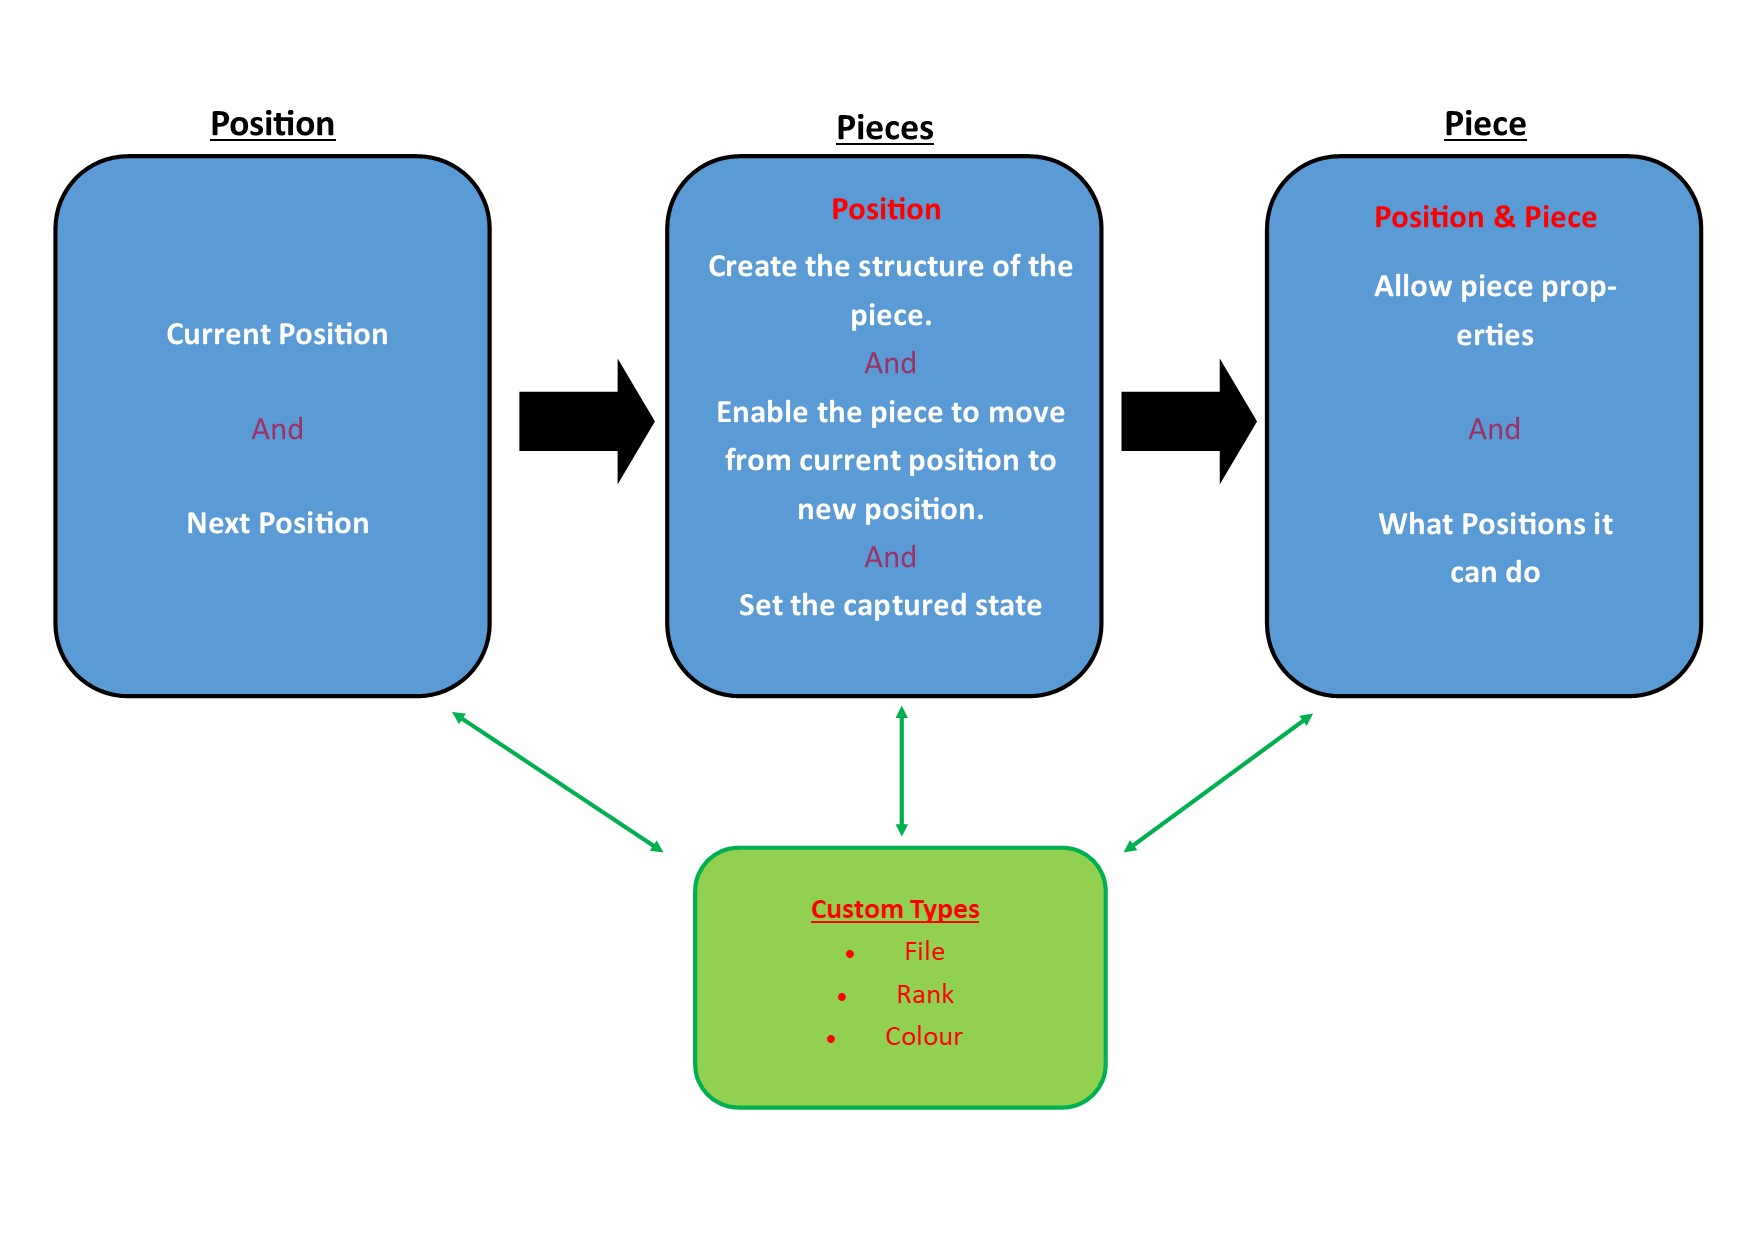 Position
Current Position
And
Next Position
Pieces
Position
Create the structure of the
piece.
And
Enable the piece to move
from current position to
new position.
And
Set the captured state
Piece
Position & Piece
Allow piece prop-
erties
And
What Positions it
can do
Custom Types
• File
• Rank
• Colour